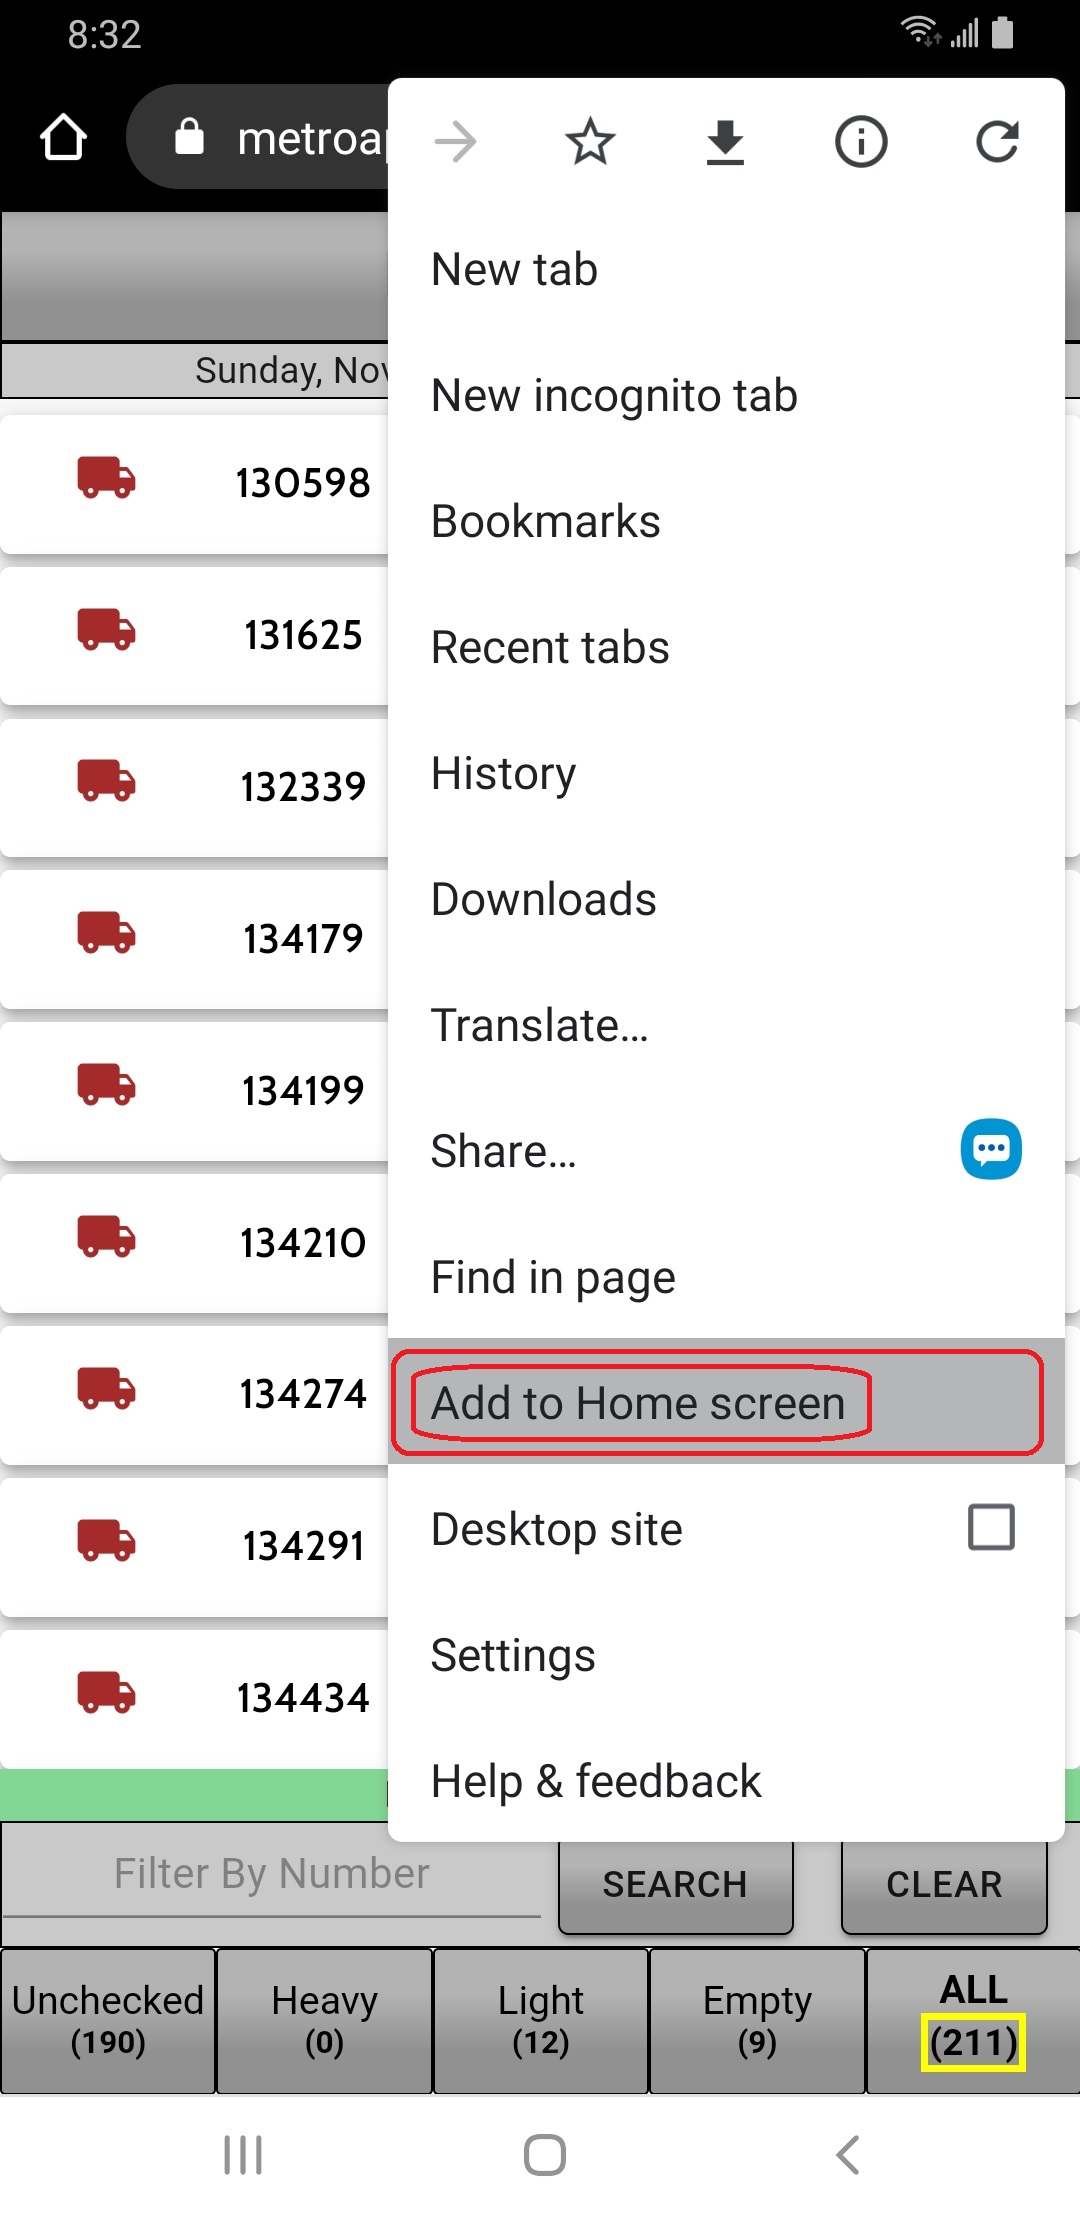 8:32
metroa
New tab
New incognito tab
Bookmarks
Recent tabs
History
Downloads
Translate...
Share...
Find in page
Add to Home screen
Desktop site
Settings
Help & feedback
Sunday, Nov
130598
131625
132339
134179
134199
134210
134274
134291
134434
Filter By Number
SEARCH
CLEAR
Unchecked
(190)
Heavy
(0)
Light
(12)
Empty
(9)
ALL
(211)